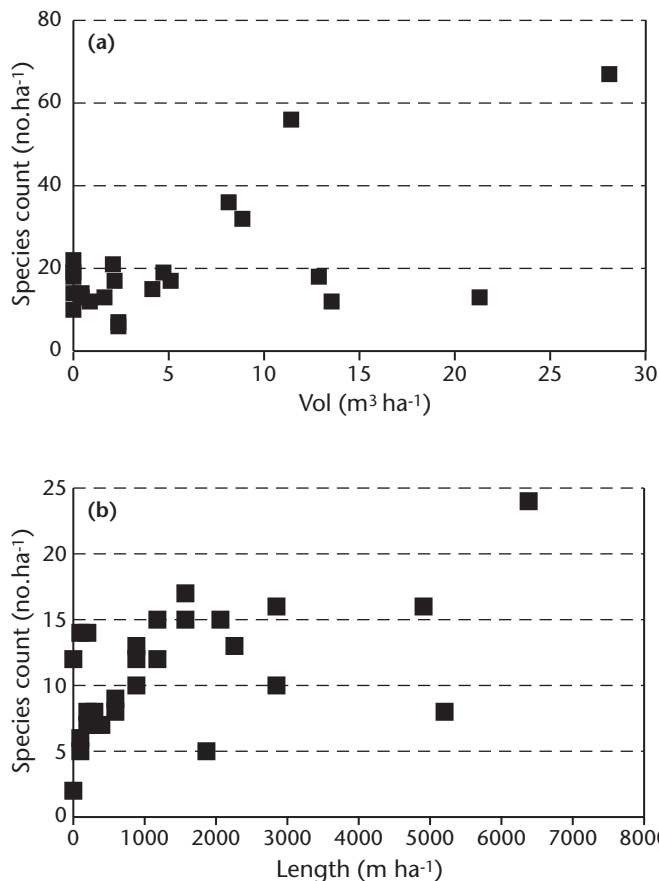 80
(a)
60
40
20
0
Species count (no.ha-1)
0 5 10 15 20 25 30
Vol (m³ ha-1)
25
(b)
20
15
10
5
0
Species count (no.ha-1)
0 1000 2000 3000 4000 5000 6000 7000 8000
Length (m ha-1)